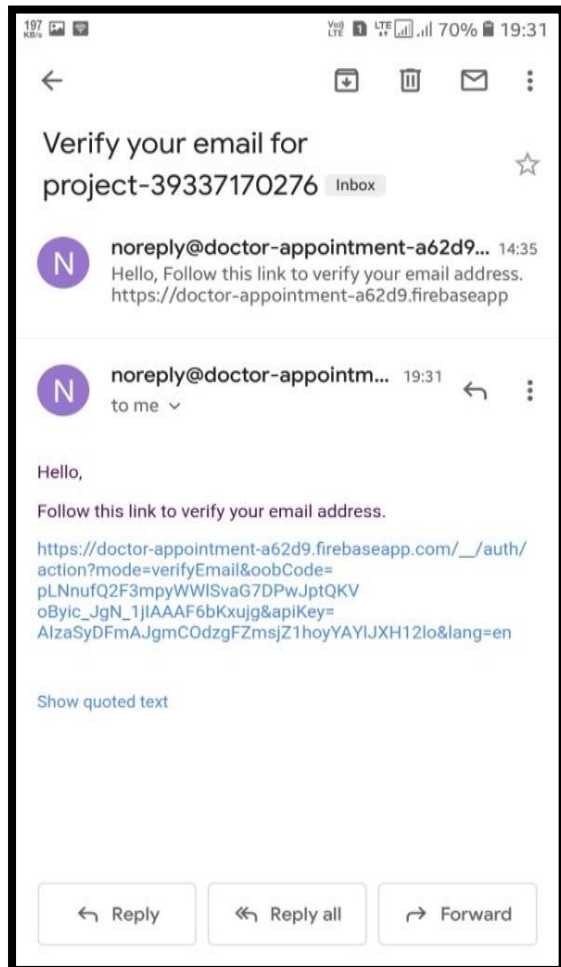 197 KB/s Vo) LTE 1 LTE 70% 19:31
Verify your email for
project-39337170276 Inbox
N noreply@doctor-appointment-a62d9... 14:35
Hello, Follow this link to verify your email address.
https://doctor-appointment-a62d9.firebaseapp
N noreply@doctor-appointm... 19:31
to me
Hello,
Follow this link to verify your email address.
https://doctor-appointment-a62d9.firebaseapp.com/__/auth/
action?mode=verifyEmail&oobCode=
pLNnufQ2F3mpyWWlSvaG7DPwJptQKV
oByic_JgN_1jIAAAF6bKxujg&apiKey=
AIzaSyDFmAJgmCOdzgFZmsjZ1hoyYAYlJXH12lo&lang=en
Show quoted text
Reply Reply all Forward